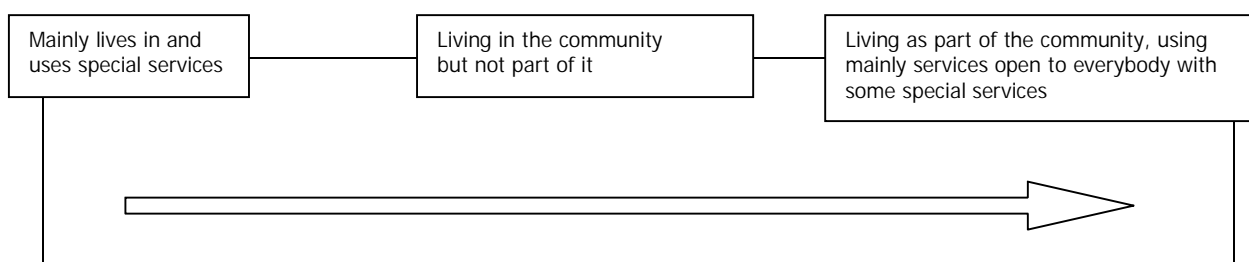 Mainly lives in and
uses special services
Living in the community
but not part of it
Living as part of the community, using
mainly services open to everybody with
some special services